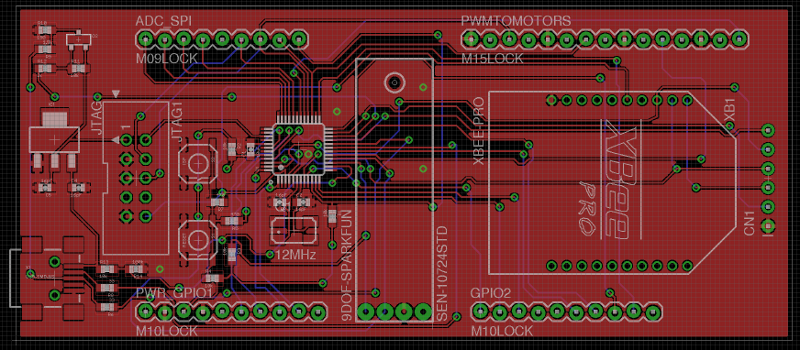 ADC_SPI
M09LOCK
PWMTOMOTORS
M15LOCK
JTAG
1
JTAG1
XBEE-PRO
XBee
PRO
XB1
CN1
12MHz
9DOF-SPARKFUN
SEN-10724STD
PWR_GPIO1
M10LOCK
GPIO2
M10LOCK